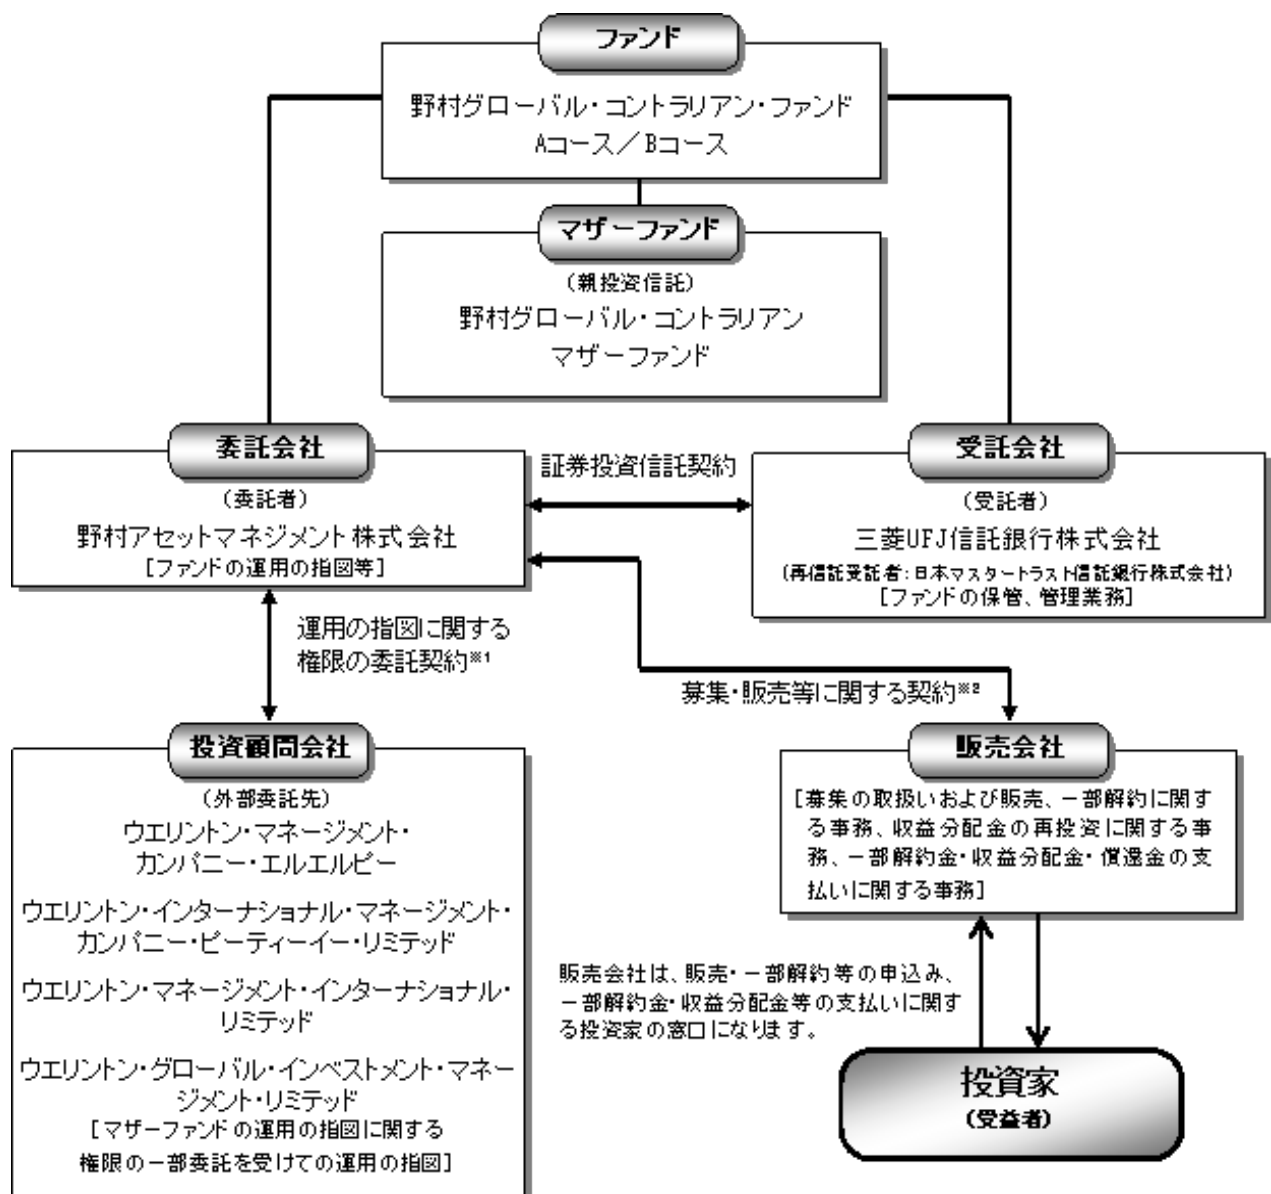 ファンド
野村グローバル・コントラリアン・ファンド
Aコース／Bコース
マザーファンド
(親投資信託)
野村グローバル・コントラリアン
マザーファンド
委託会社
(委託者)
野村アセットマネジメント株式会社
[ファンドの運用の指図等]
証券投資信託契約
受託会社
(受託者)
三菱UFJ信託銀行株式会社
(再信託受託者:日本マスタートラスト信託銀行株式会社)
[ファンドの保管、管理業務]
運用の指図に関する
権限の委託契約※1
募集・販売等に関する契約※2
投資顧問会社
(外部委託先)
ウエリントン・マネージメント・
カンパニー・エルエルピー
ウエリントン・インターナショナル・マネージメント・
カンパニー・ピーティーイー・リミテッド
ウエリントン・マネージメント・インターナショナル・
リミテッド
ウエリントン・グローバル・インベストメント・マネー
ジメント・リミテッド
[マザーファンドの運用の指図に関する
権限の一部委託を受けての運用の指図]
販売会社
[募集の取扱いおよび販売、一部解約に関す
る事務、収益分配金の再投資に関する事
務、一部解約金・収益分配金・償還金の支
払いに関する事務]
販売会社は、販売・一部解約等の申込み、
一部解約金・収益分配金等の支払いに関す
る投資家の窓口になります。
投資家
(受益者)